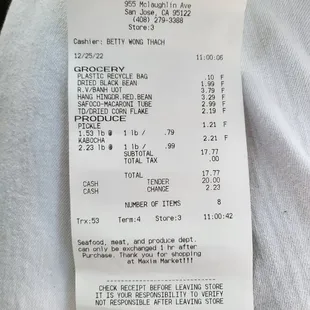 955 Mclaughlin Ave
San Jose, CA 95122
(408) 279-3388
Store:3
Cashier: BETTY WONG THACH
12/25/22 11:00:06
GROCERY
PLASTIC RECYCLE BAG .10 F
DRIED BLACK BEAN 1.99 F
R.V/BANH UOT 3.79 F
HANG HINGDR.RED.BEAN 3.29 F
SAFOCO-MACARONI TUBE 2.99 F
TD/DRIED CORN FLAKE 2.19 F
PRODUCE
PICKLE 1.21 F
1.53 lb @ 1 lb / .79
KABOCHA 2.21 F
2.23 lb @ 1 lb / .99
SUBTOTAL 17.77
TOTAL TAX .00
TOTAL 17.77
CASH TENDER 20.00
CASH CHANGE 2.23
NUMBER OF ITEMS 8
Trx:53 Term:4 Store:3 11:00:42
Seafood, meat, and produce dept.
can only be exchanged 1 hr after
Purchase. Thank you for shopping
at Maxim Market!!!
CHECK RECEIPT BEFORE LEAVING STORE
IT IS YOUR RESPONSIBILITY TO VERIFY
NOT RESPONSIBLE AFTER LEAVING STORE